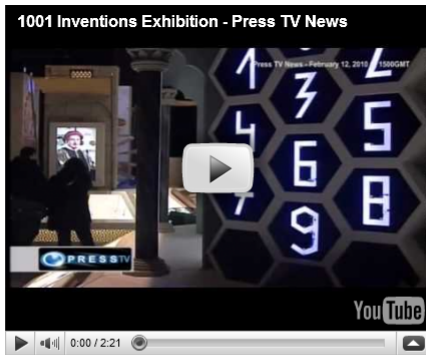 1001 Inventions Exhibition - Press TV News
Press TV News - February 12, 2010 1500GMT
1
2
3
4
5
6
7
8
9
PRESSTV
YouTube
0:00 / 2:21